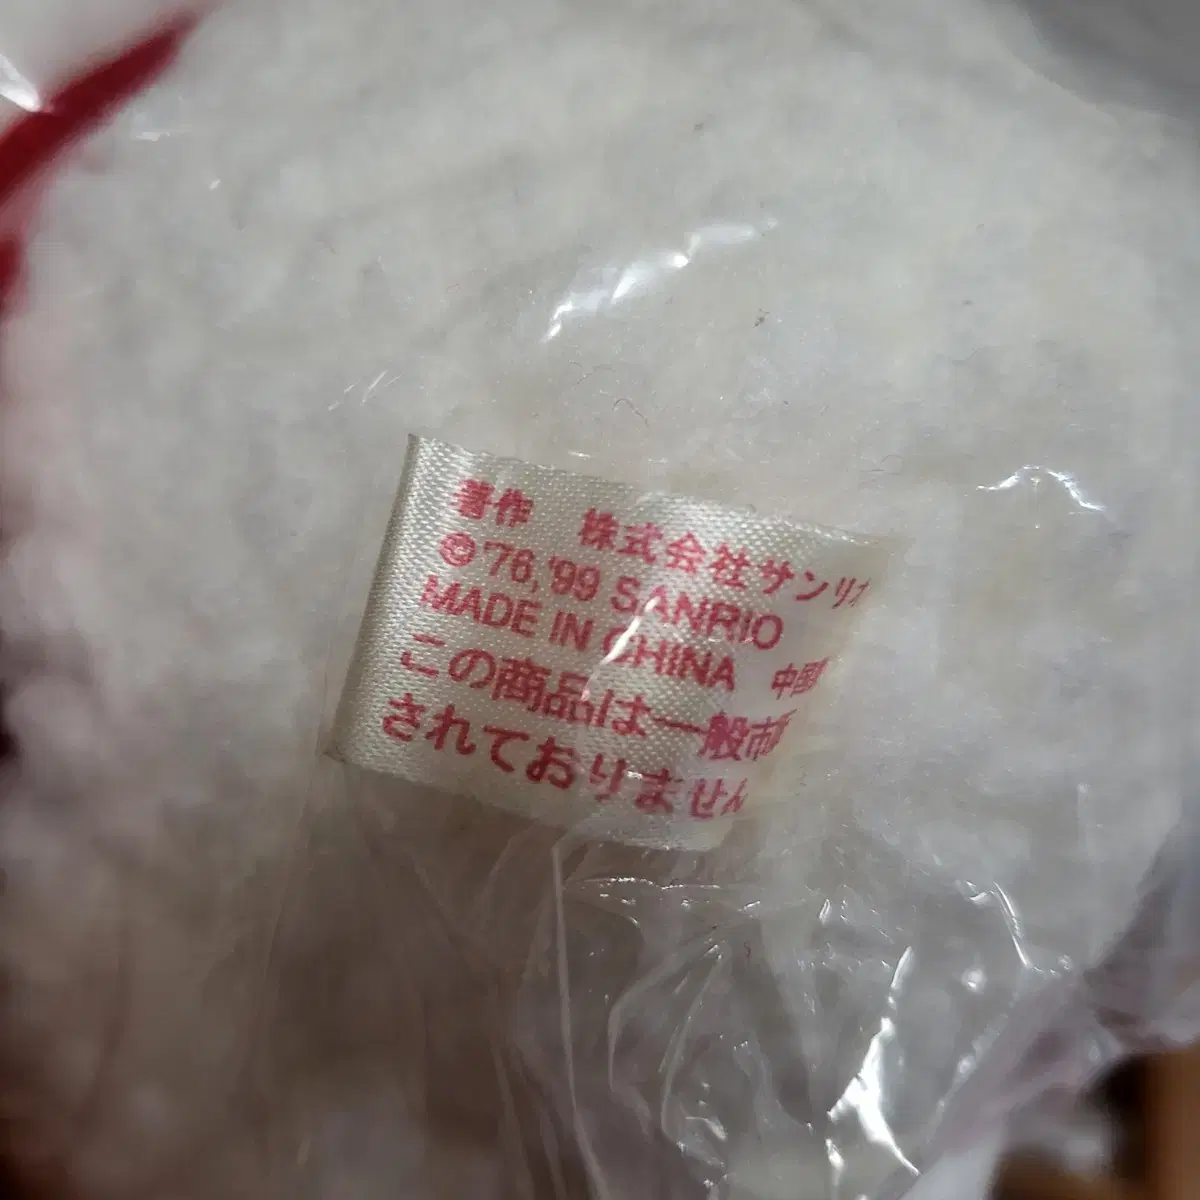 著作 株式会社サンリオ
© '76, '99 SANRIO
MADE IN CHINA 中国
この商品は一般市
されておりません